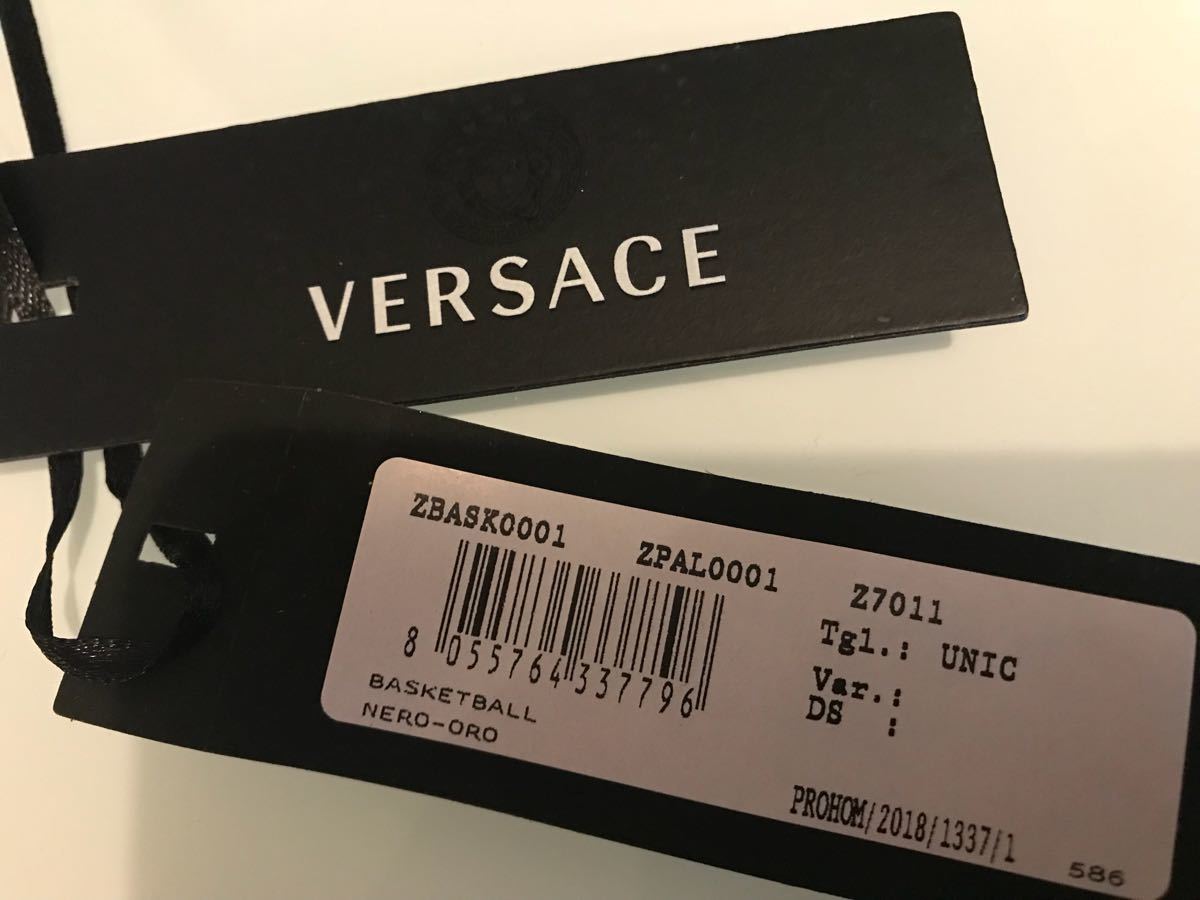 VERSACE
ZBASK0001 ZPAL0001 Z7011
Tgl.: UNIC
Var.:
DS :
8 055764 337796
BASKETBALL
NERO-ORO
PROHOM/2018/1337/1
586